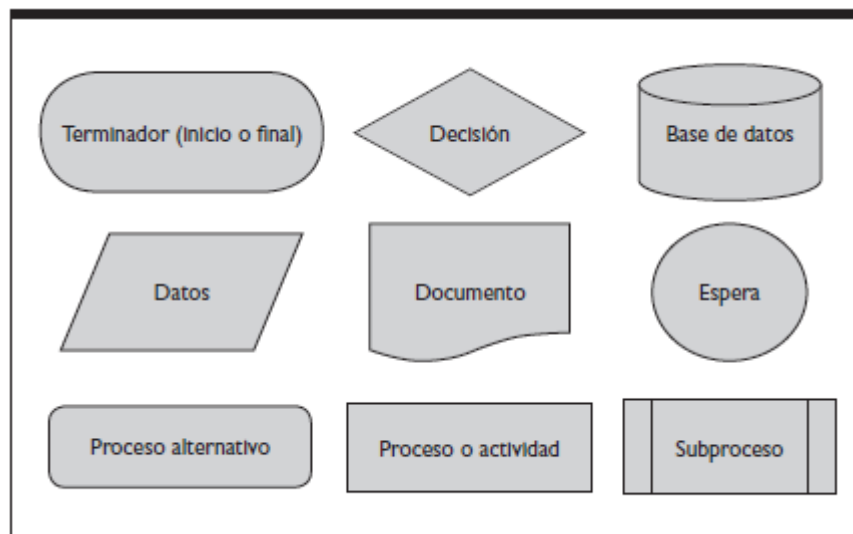 Terminador (inicio o final)
Decisión
Base de datos
Datos
Documento
Espera
Proceso alternativo
Proceso o actividad
Subproceso